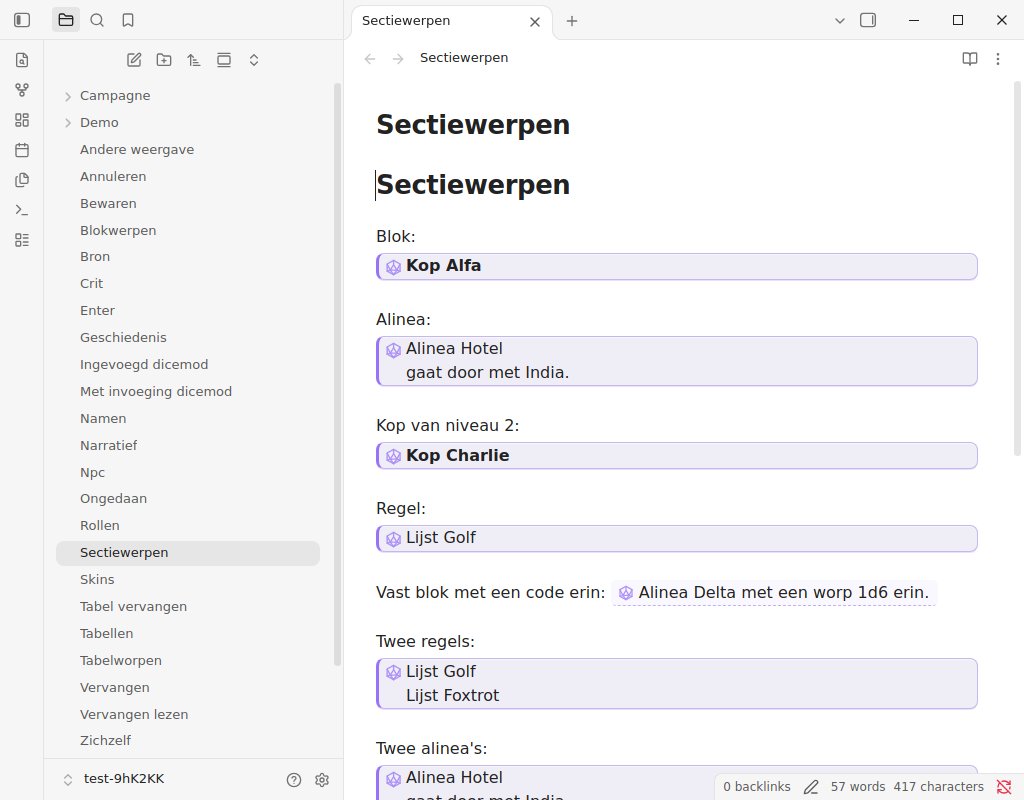 Sectiewerpen
Sectiewerpen
Campagne
Demo
Andere weergave
Annuleren
Bewaren
Blokwerpen
Bron
Crit
Enter
Geschiedenis
Ingevoegd dicemod
Met invoeging dicemod
Namen
Narratief
Npc
Ongedaan
Rollen
Sectiewerpen
Skins
Tabel vervangen
Tabellen
Tabelworpen
Vervangen
Vervangen lezen
Zichzelf
test-9hK2KK
Sectiewerpen
Sectiewerpen
Blok:
Kop Alfa
Alinea:
Alinea Hotel
gaat door met India.
Kop van niveau 2:
Kop Charlie
Regel:
Lijst Golf
Vast blok met een code erin: Alinea Delta met een worp 1d6 erin.
Twee regels:
Lijst Golf
Lijst Foxtrot
Twee alinea's:
Alinea Hotel
gaat door met India.
0 backlinks 57 words 417 characters